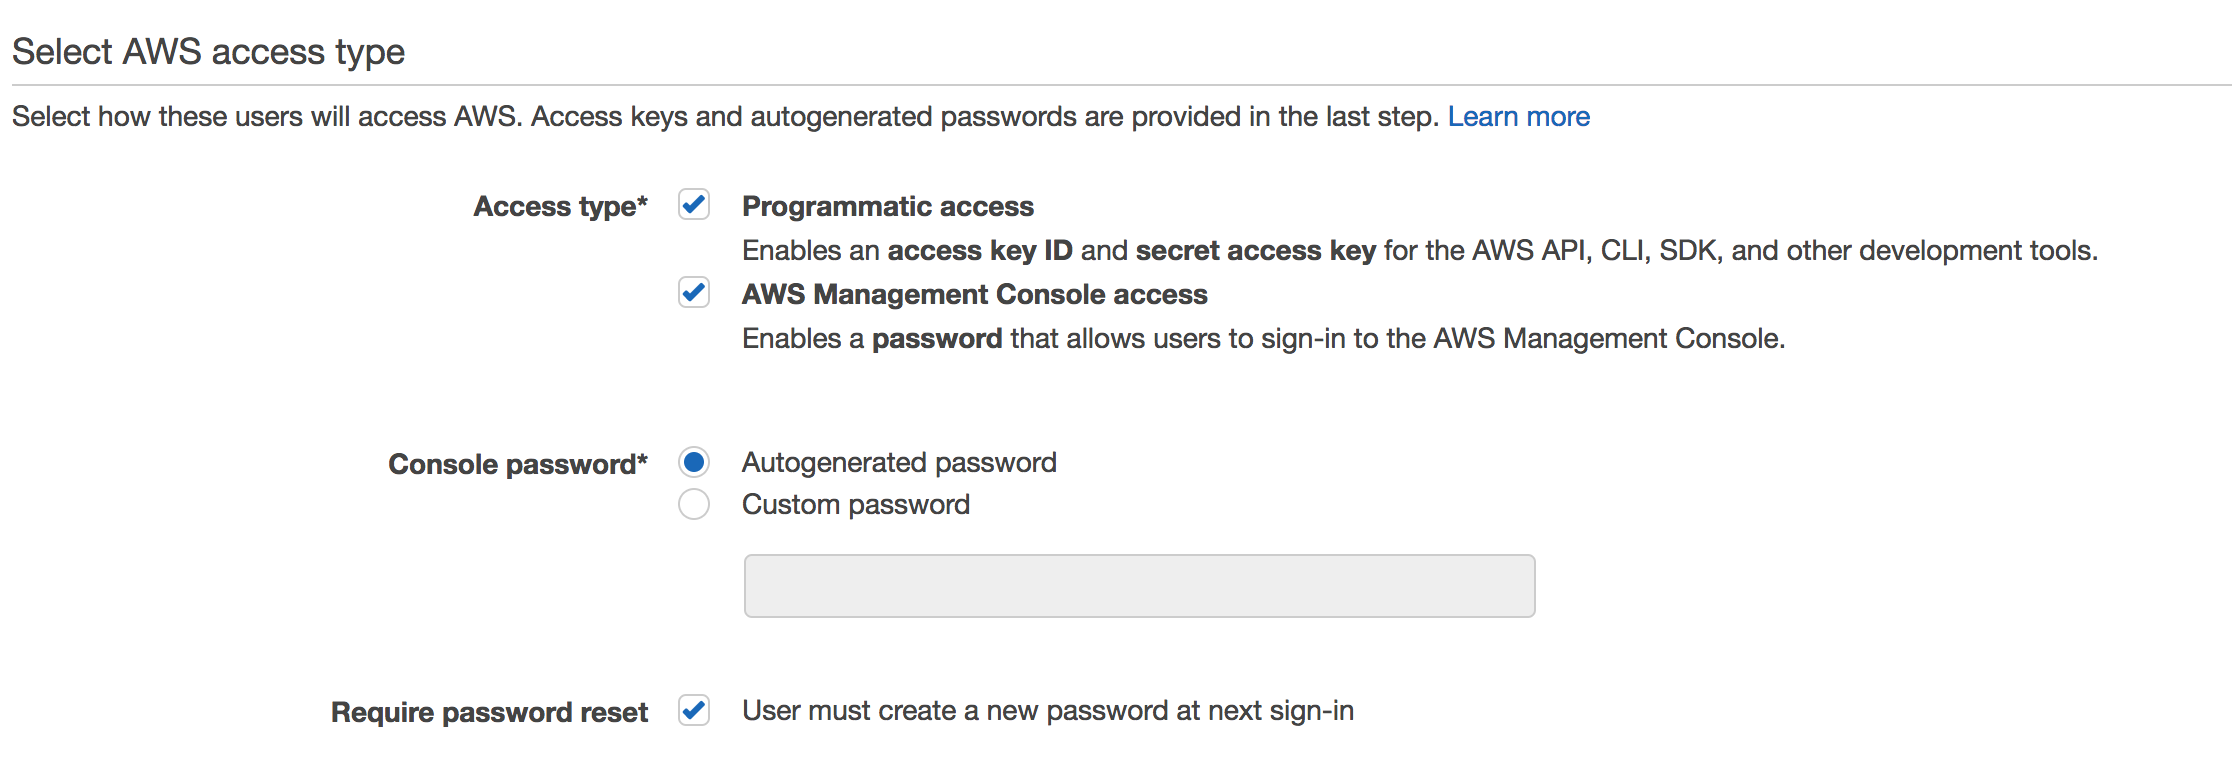 Select AWS access type
Select how these users will access AWS. Access keys and autogenerated passwords are provided in the last step. Learn more
Access type* Programmatic access
Enables an access key ID and secret access key for the AWS API, CLI, SDK, and other development tools.
AWS Management Console access
Enables a password that allows users to sign-in to the AWS Management Console.
Console password* Autogenerated password
Custom password
Require password reset User must create a new password at next sign-in